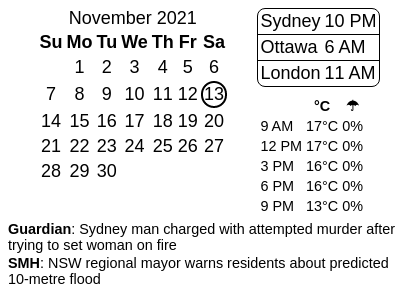 November 2021
Su Mo Tu We Th Fr Sa
1 2 3 4 5 6
7 8 9 10 11 12 13
14 15 16 17 18 19 20
21 22 23 24 25 26 27
28 29 30
Sydney 10 PM
Ottawa 6 AM
London 11 AM
°C ☂
9 AM 17°C 0%
12 PM 17°C 0%
3 PM 16°C 0%
6 PM 16°C 0%
9 PM 13°C 0%
Guardian: Sydney man charged with attempted murder after
trying to set woman on fire
SMH: NSW regional mayor warns residents about predicted
10-metre flood